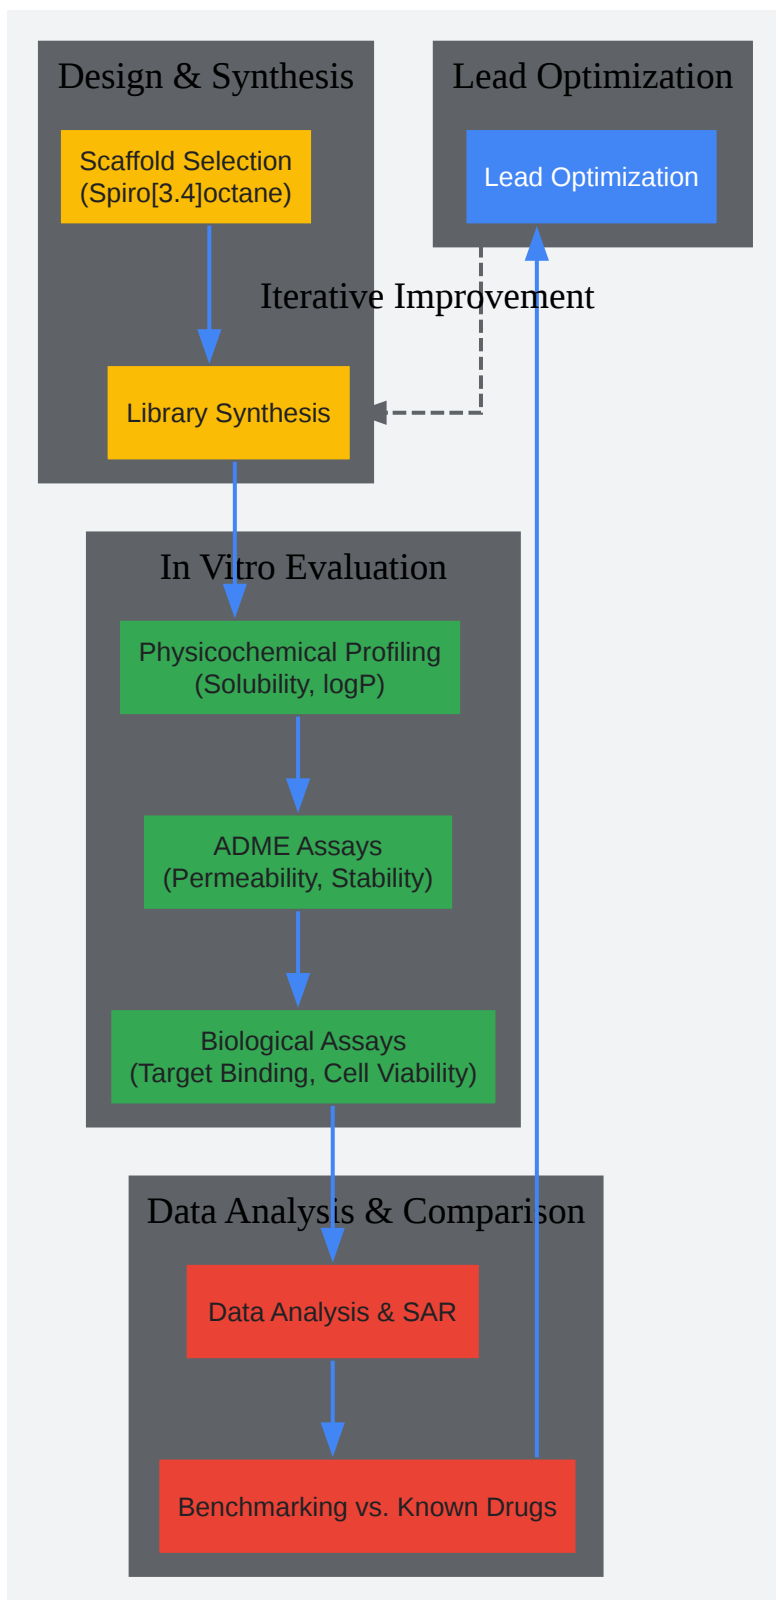 Design & Synthesis
Scaffold Selection
(Spiro[3.4]octane)
Library Synthesis
Lead Optimization
Lead Optimization
Iterative Improvement
In Vitro Evaluation
Physicochemical Profiling
(Solubility, logP)
ADME Assays
(Permeability, Stability)
Biological Assays
(Target Binding, Cell Viability)
Data Analysis & Comparison
Data Analysis & SAR
Benchmarking vs. Known Drugs